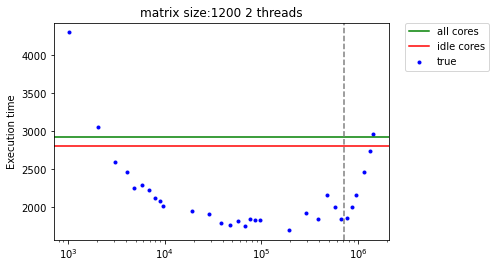 matrix size:1200 2 threads
all cores
idle cores
true
Execution time
4000
3500
3000
2500
2000
10³ 10⁴ 10⁵ 10⁶